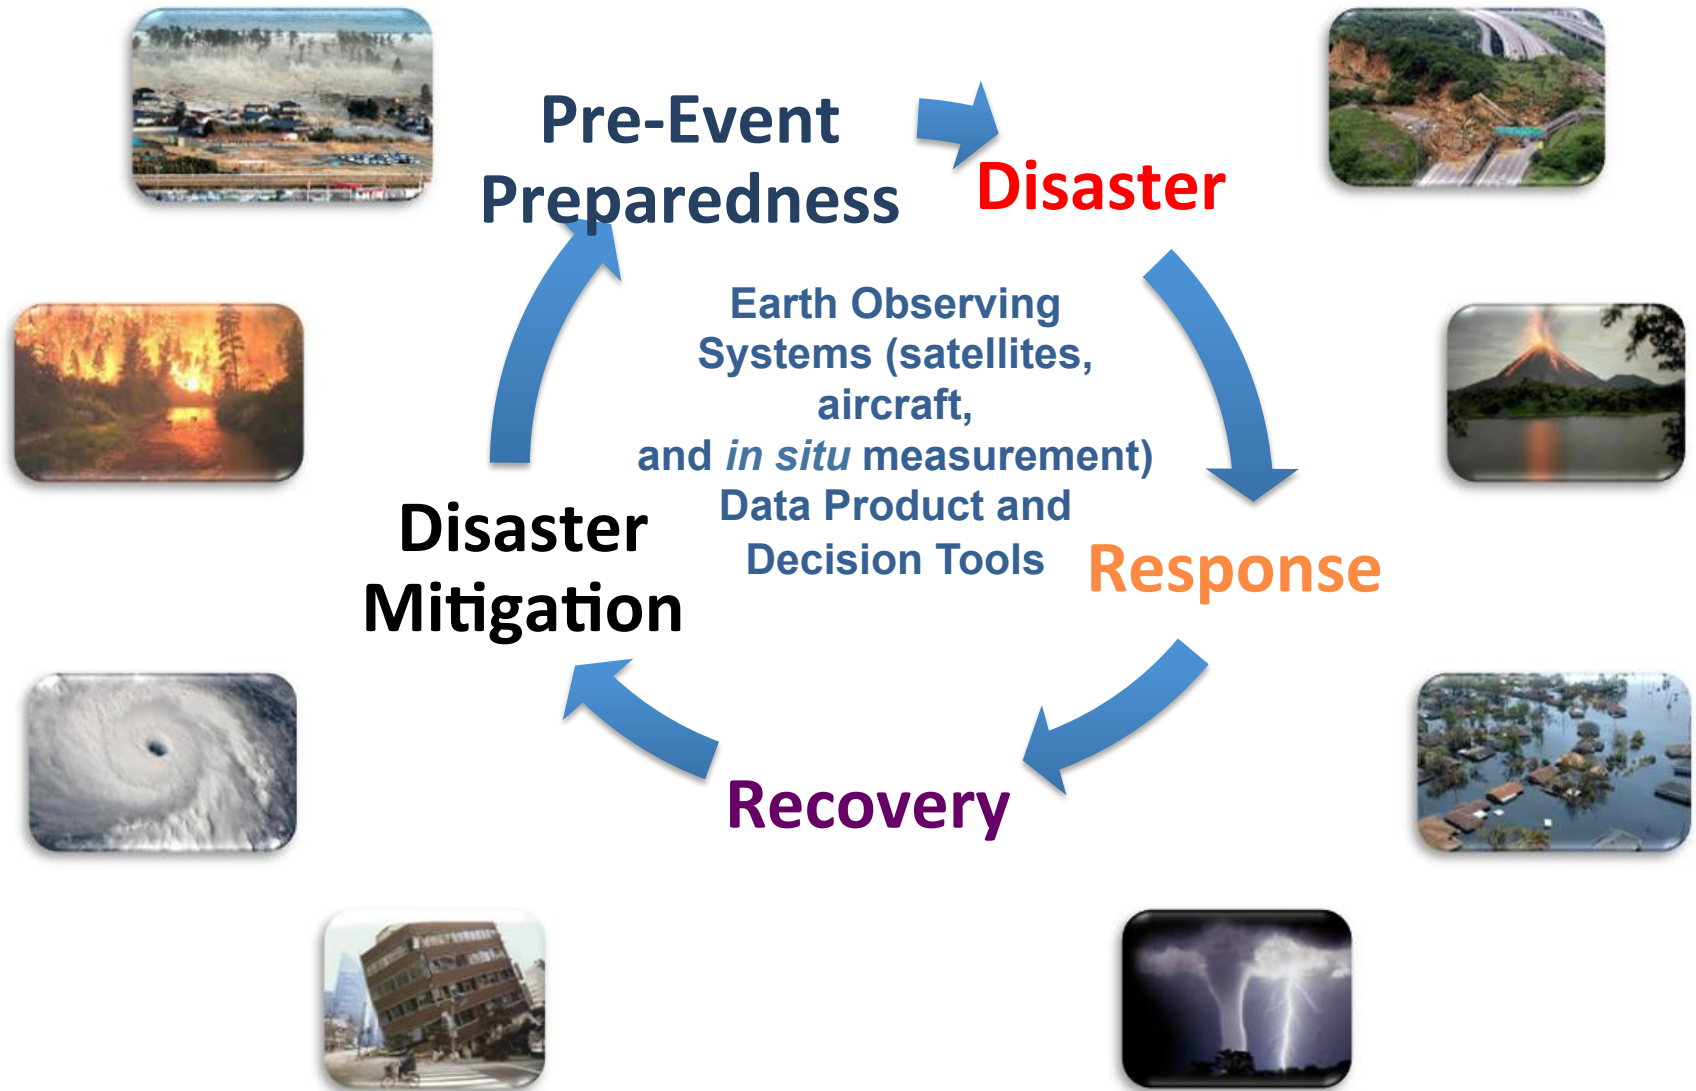 Pre-Event
Preparedness
Disaster
Earth Observing
Systems (satellites,
aircraft,
and in situ measurement)
Data Product and
Decision Tools
Response
Disaster
Mitigation
Recovery